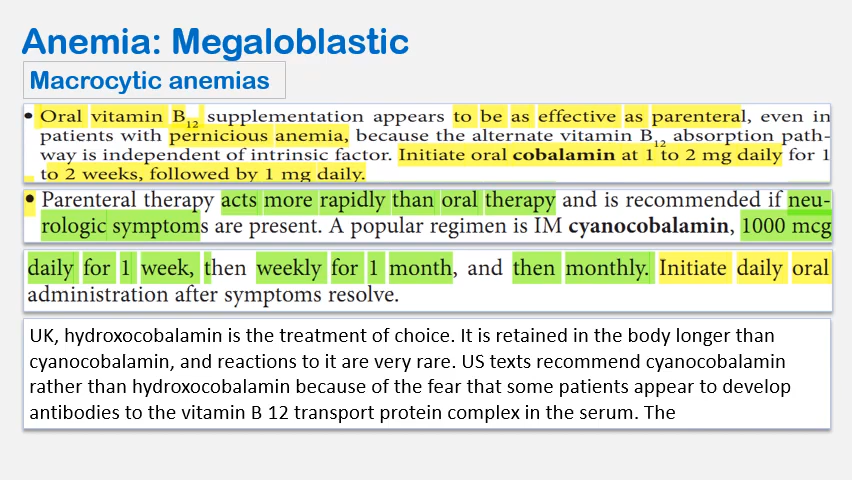 Anemia: Megaloblastic
Macrocytic anemias
• Oral vitamin B12 supplementation appears to be as effective as parenteral, even in
patients with pernicious anemia, because the alternate vitamin B12 absorption path-
way is independent of intrinsic factor. Initiate oral cobalamin at 1 to 2 mg daily for 1
to 2 weeks, followed by 1 mg daily.
• Parenteral therapy acts more rapidly than oral therapy and is recommended if neu-
rologic symptoms are present. A popular regimen is IM cyanocobalamin, 1000 mcg
daily for 1 week, then weekly for 1 month, and then monthly. Initiate daily oral
administration after symptoms resolve.
UK, hydroxocobalamin is the treatment of choice. It is retained in the body longer than
cyanocobalamin, and reactions to it are very rare. US texts recommend cyanocobalamin
rather than hydroxocobalamin because of the fear that some patients appear to develop
antibodies to the vitamin B 12 transport protein complex in the serum. The